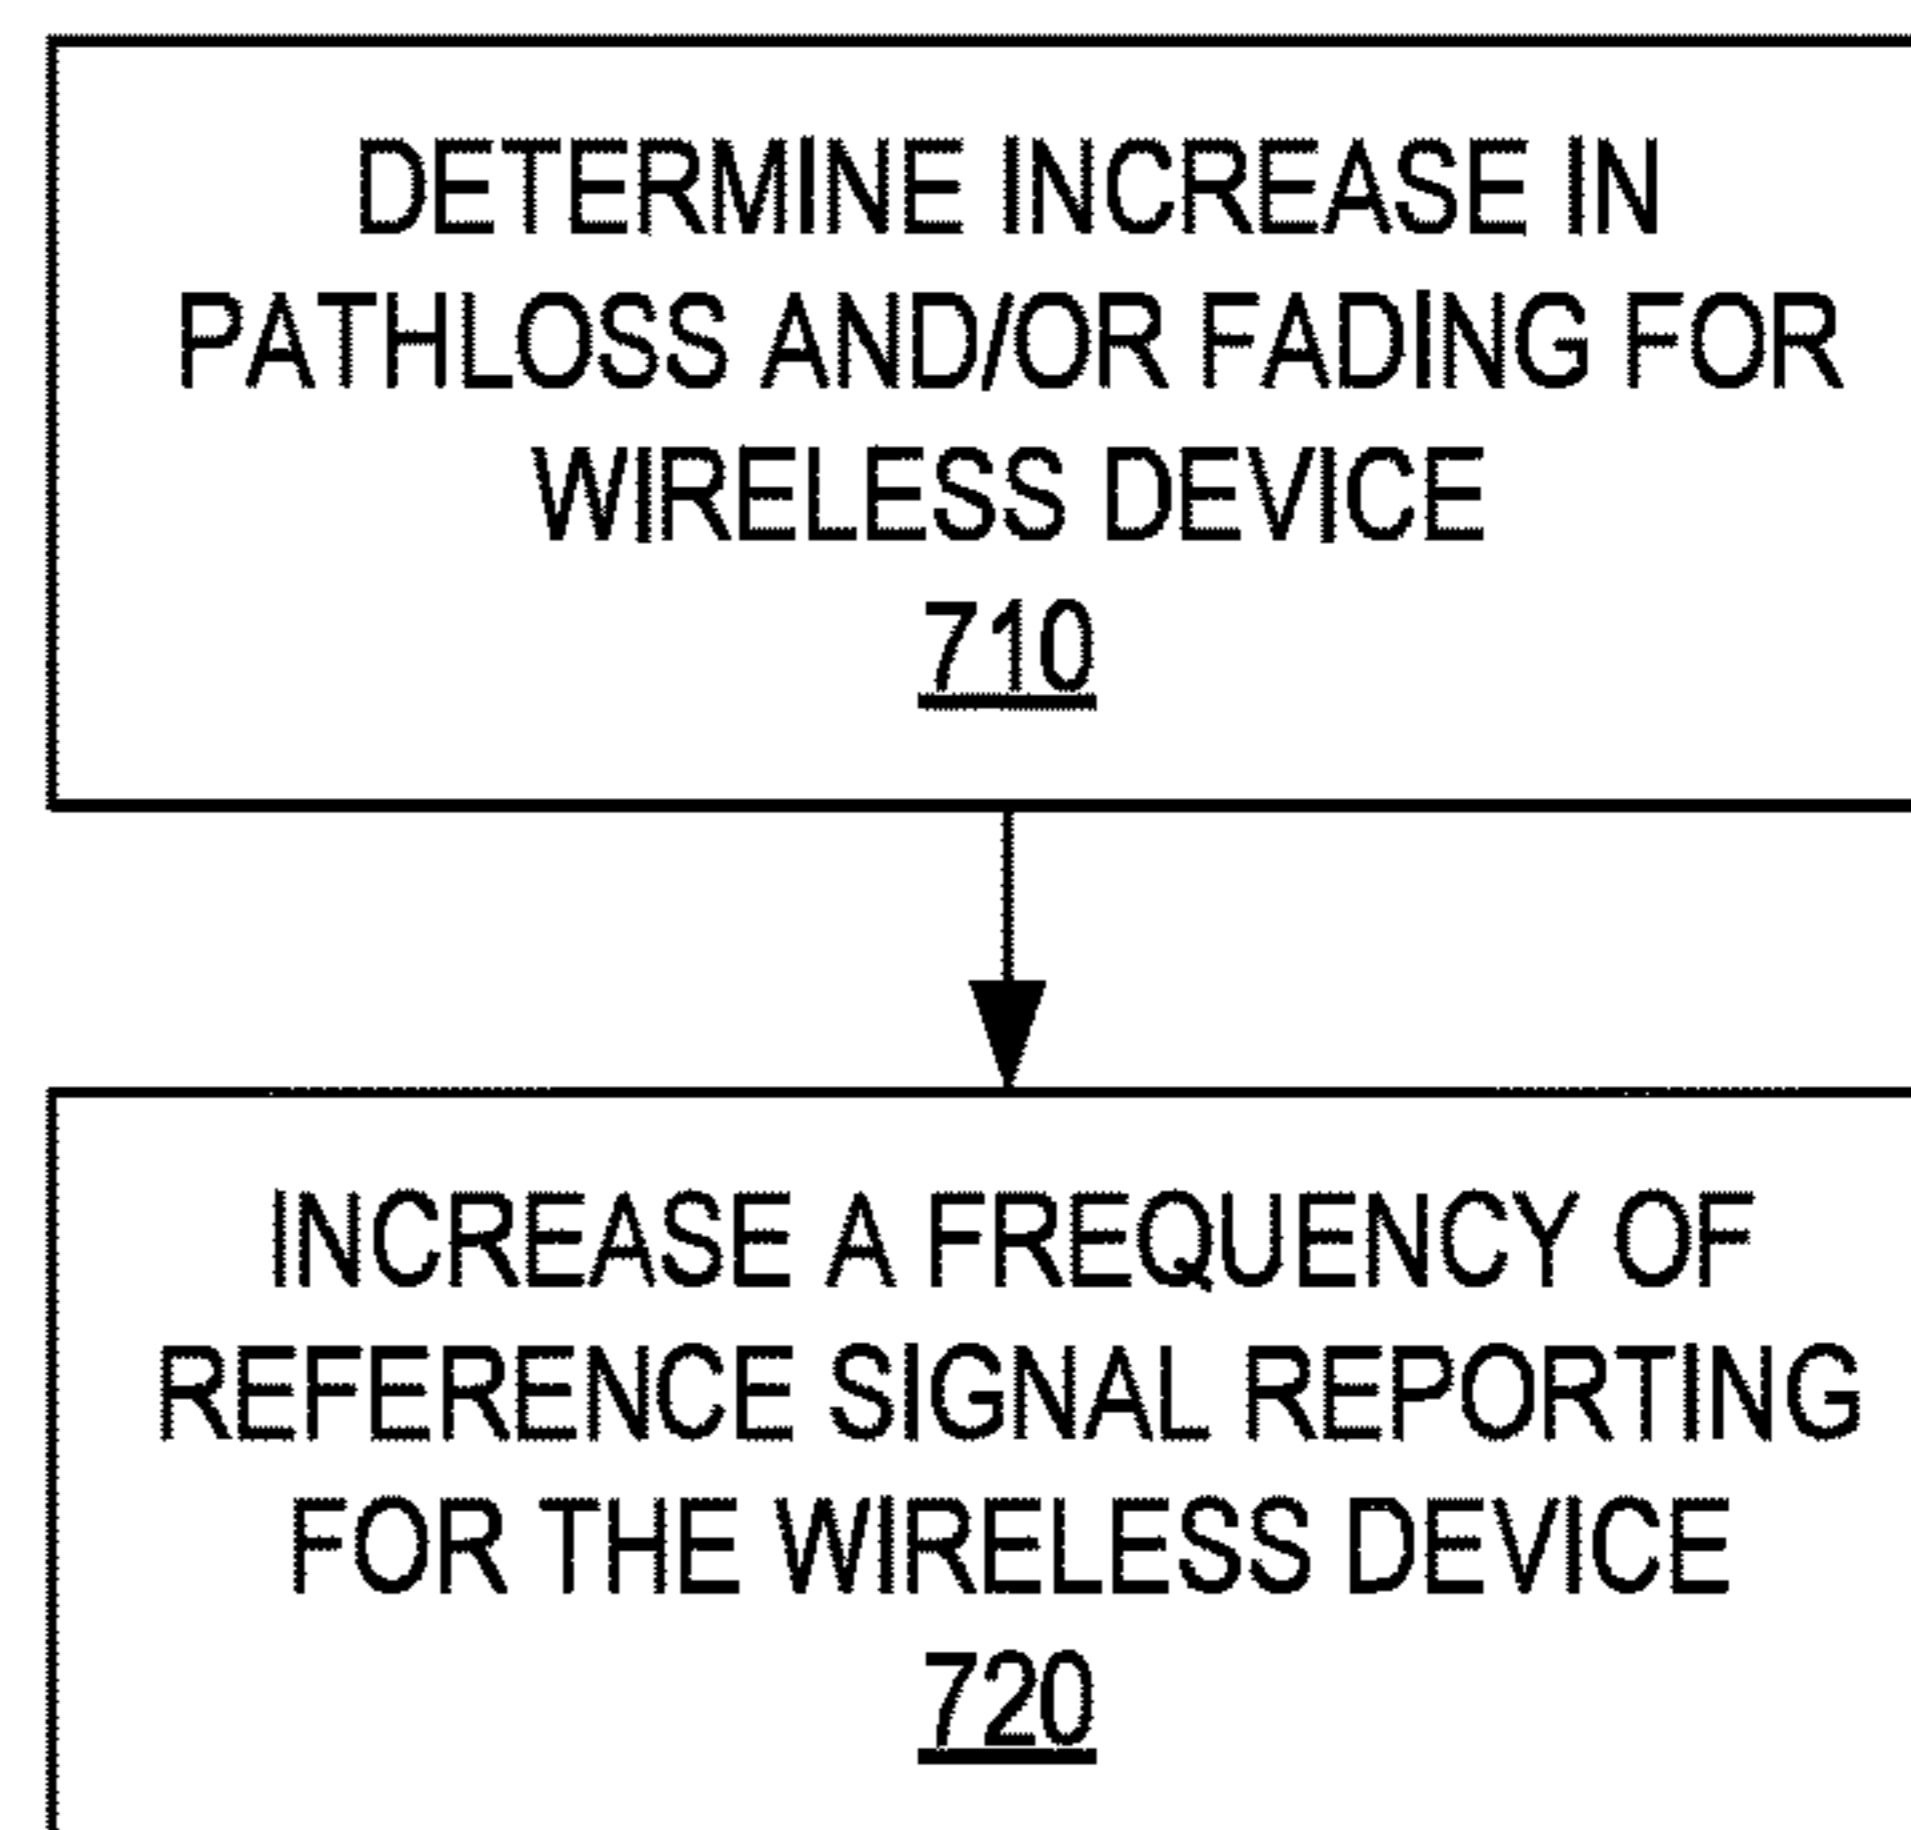 DETERMINE INCREASE IN
PATHLOSS AND/OR FADING FOR
WIRELESS DEVICE
710
INCREASE A FREQUENCY OF
REFERENCE SIGNAL REPORTING
FOR THE WIRELESS DEVICE
720